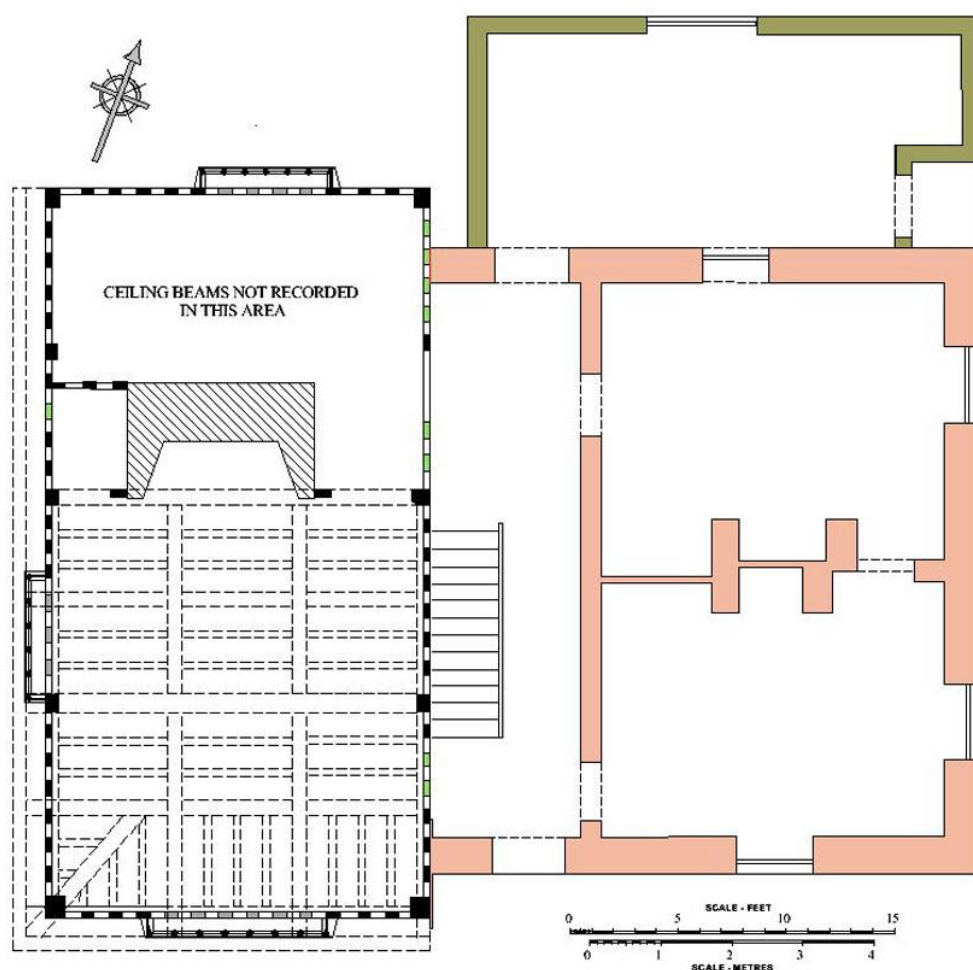 CEILING BEAMS NOT RECORDED
IN THIS AREA
SCALE - FEET
0 5 10 15
0 1 2 3 4
SCALE - METRES